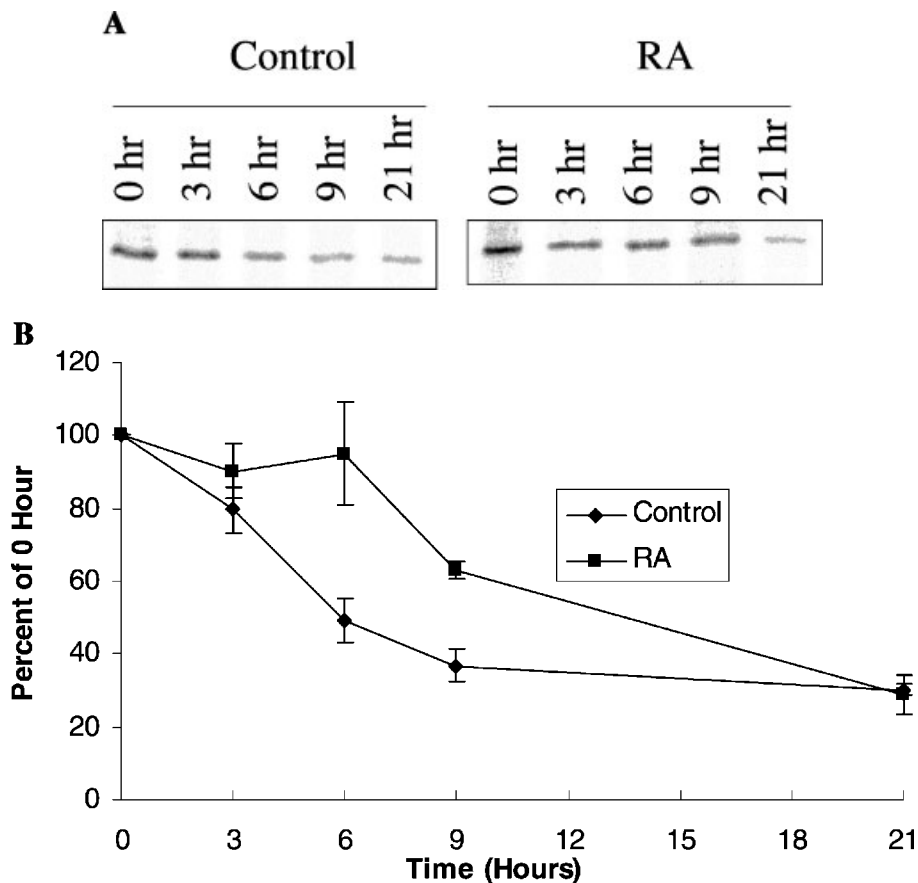 A
Control RA
0 hr 3 hr 6 hr 9 hr 21 hr 0 hr 3 hr 6 hr 9 hr 21 hr
B
120
100
80
60
40
20
0
Percent of 0 Hour
Control
RA
0 3 6 9 12 15 18 21
Time (Hours)